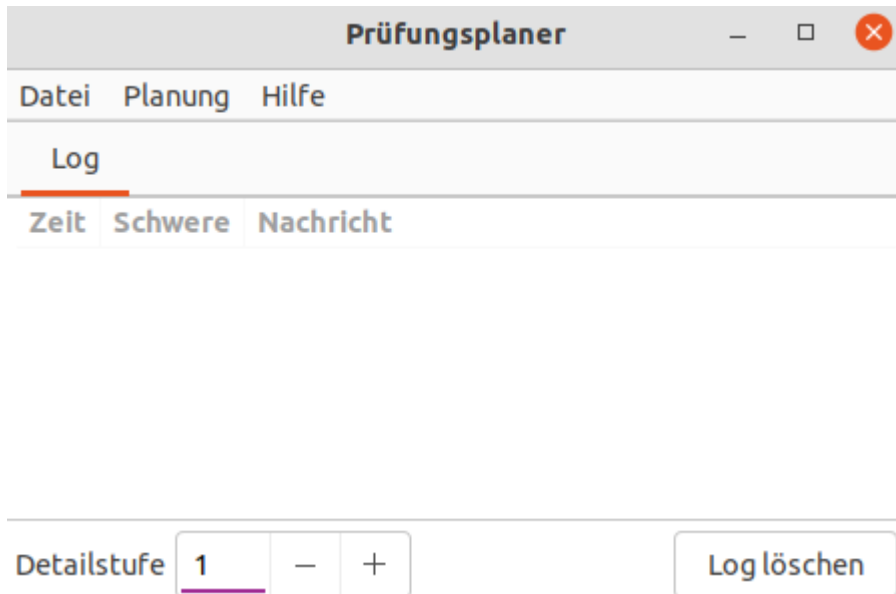 Prüfungsplaner
Datei Planung Hilfe
Log
Zeit Schwere Nachricht
Detailstufe 1 − + Log löschen